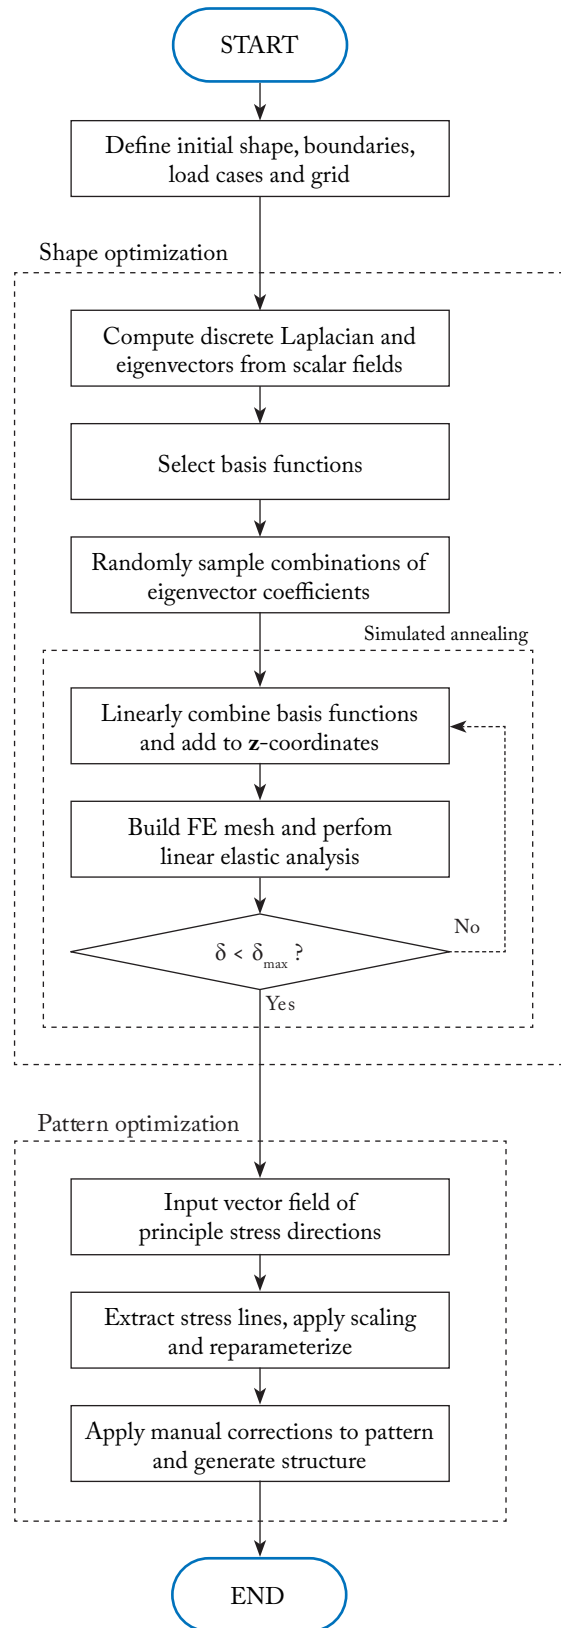 START
Define initial shape, boundaries,
load cases and grid
Shape optimization
Compute discrete Laplacian and
eigenvectors from scalar fields
Select basis functions
Randomly sample combinations of
eigenvector coefficients
Simulated annealing
Linearly combine basis functions
and add to z-coordinates
Build FE mesh and perfom
linear elastic analysis
No
δ < δmax ?
Yes
Pattern optimization
Input vector field of
principle stress directions
Extract stress lines, apply scaling
and reparameterize
Apply manual corrections to pattern
and generate structure
END